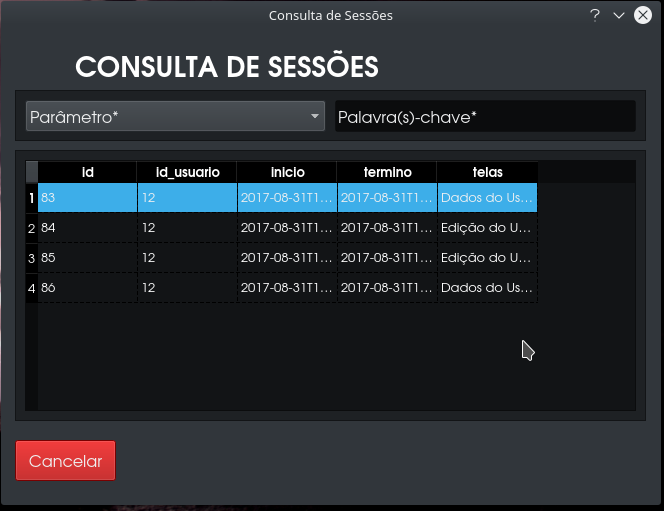 Consulta de Sessões
CONSULTA DE SESSÕES
Parâmetro* Palavra(s)-chave*
id id_usuario inicio termino telas
1 83 12 2017-08-31T1... 2017-08-31T1... Dados do Us...
2 84 12 2017-08-31T1... 2017-08-31T1... Edição do U...
3 85 12 2017-08-31T1... 2017-08-31T1... Edição do U...
4 86 12 2017-08-31T1... 2017-08-31T1... Dados do Us...
Cancelar